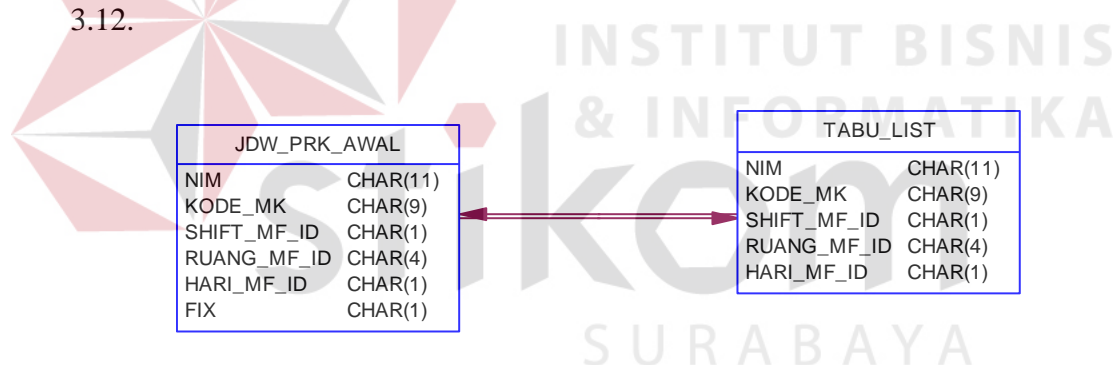 3.12.
INSTITUT BISNIS
& INFORMATIKA
stikom
SURABAYA
JDW_PRK_AWAL
NIM CHAR(11)
KODE_MK CHAR(9)
SHIFT_MF_ID CHAR(1)
RUANG_MF_ID CHAR(4)
HARI_MF_ID CHAR(1)
FIX CHAR(1)
TABU_LIST
NIM CHAR(11)
KODE_MK CHAR(9)
SHIFT_MF_ID CHAR(1)
RUANG_MF_ID CHAR(4)
HARI_MF_ID CHAR(1)